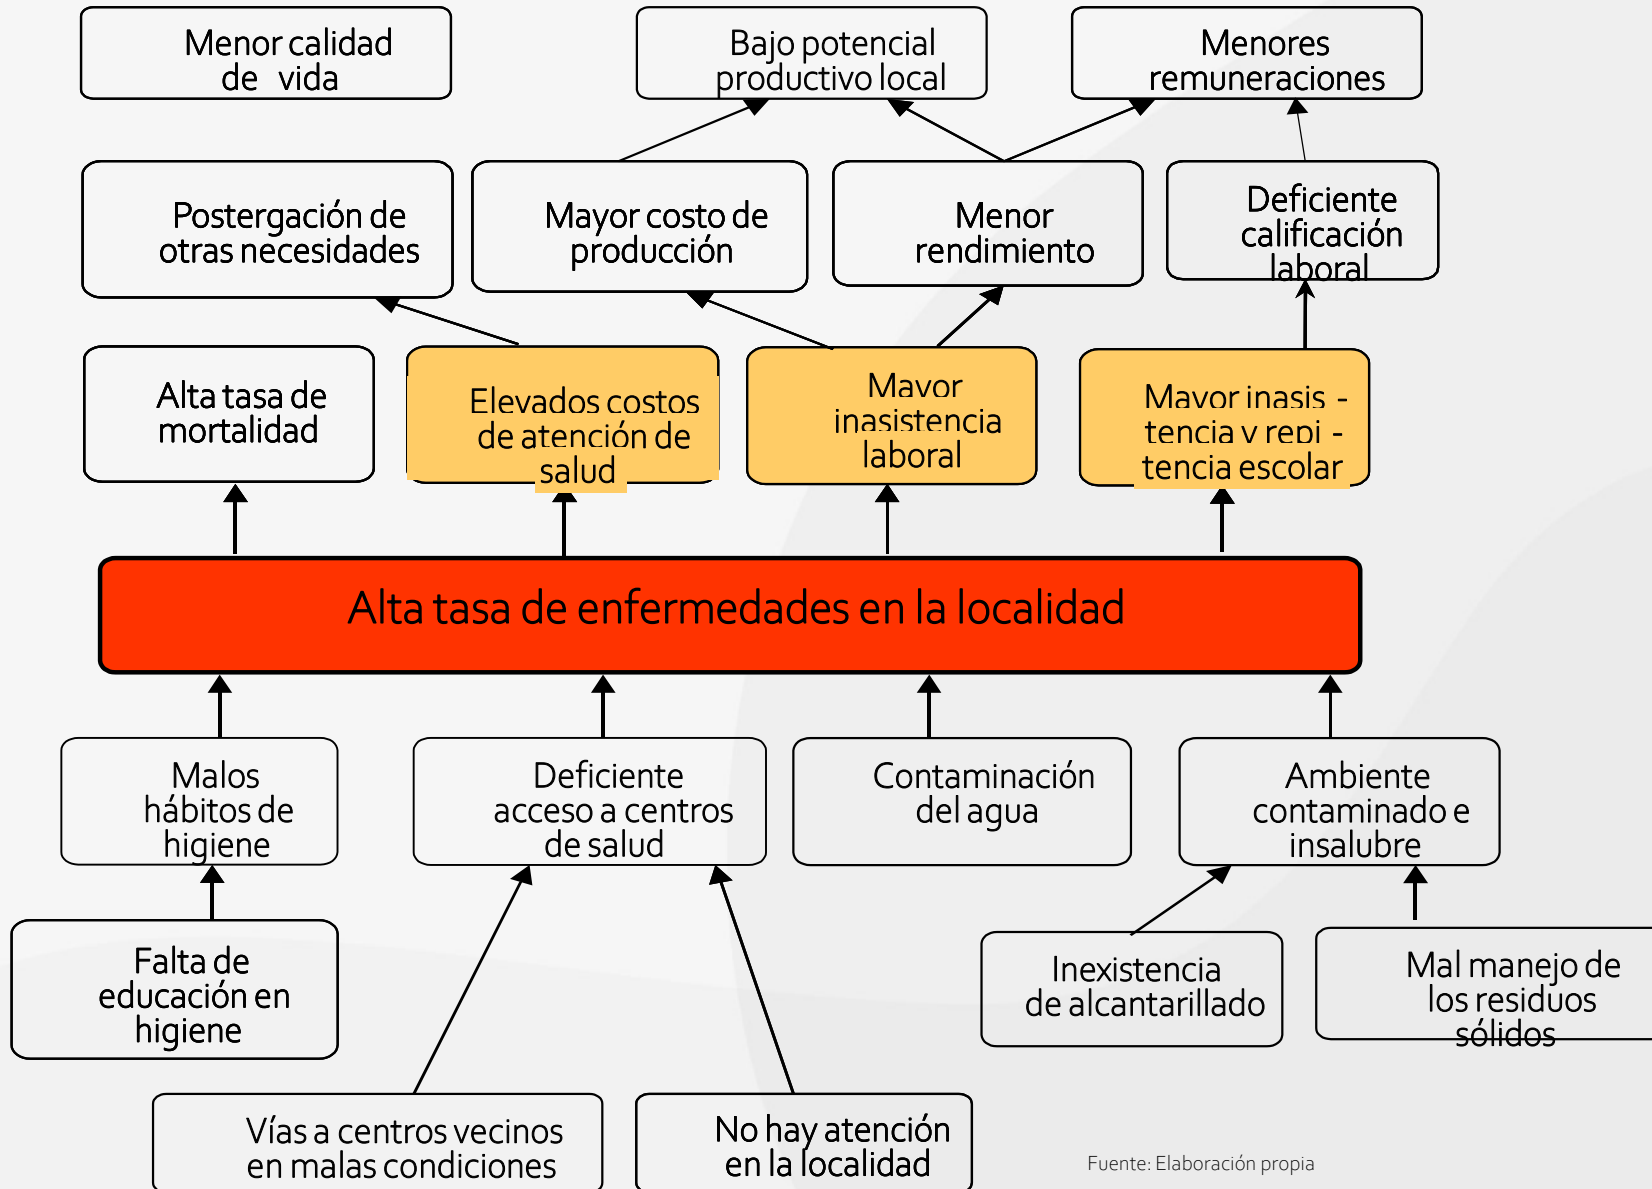 Menor calidad
de vida
Bajo potencial
productivo local
Menores
remuneraciones
Postergación de
otras necesidades
Mayor costo de
producción
Menor
rendimiento
Deficiente
calificación
laboral
Alta tasa de
mortalidad
Elevados costos
de atención de
salud
Mayor
inasistencia
laboral
Mayor inasis -
tencia y repi -
tencia escolar
Alta tasa de enfermedades en la localidad
Malos
hábitos de
higiene
Deficiente
acceso a centros
de salud
Contaminación
del agua
Ambiente
contaminado e
insalubre
Falta de
educación en
higiene
Inexistencia
de alcantarillado
Mal manejo de
los residuos
sólidos
Vías a centros vecinos
en malas condiciones
No hay atención
en la localidad
Fuente: Elaboración propia